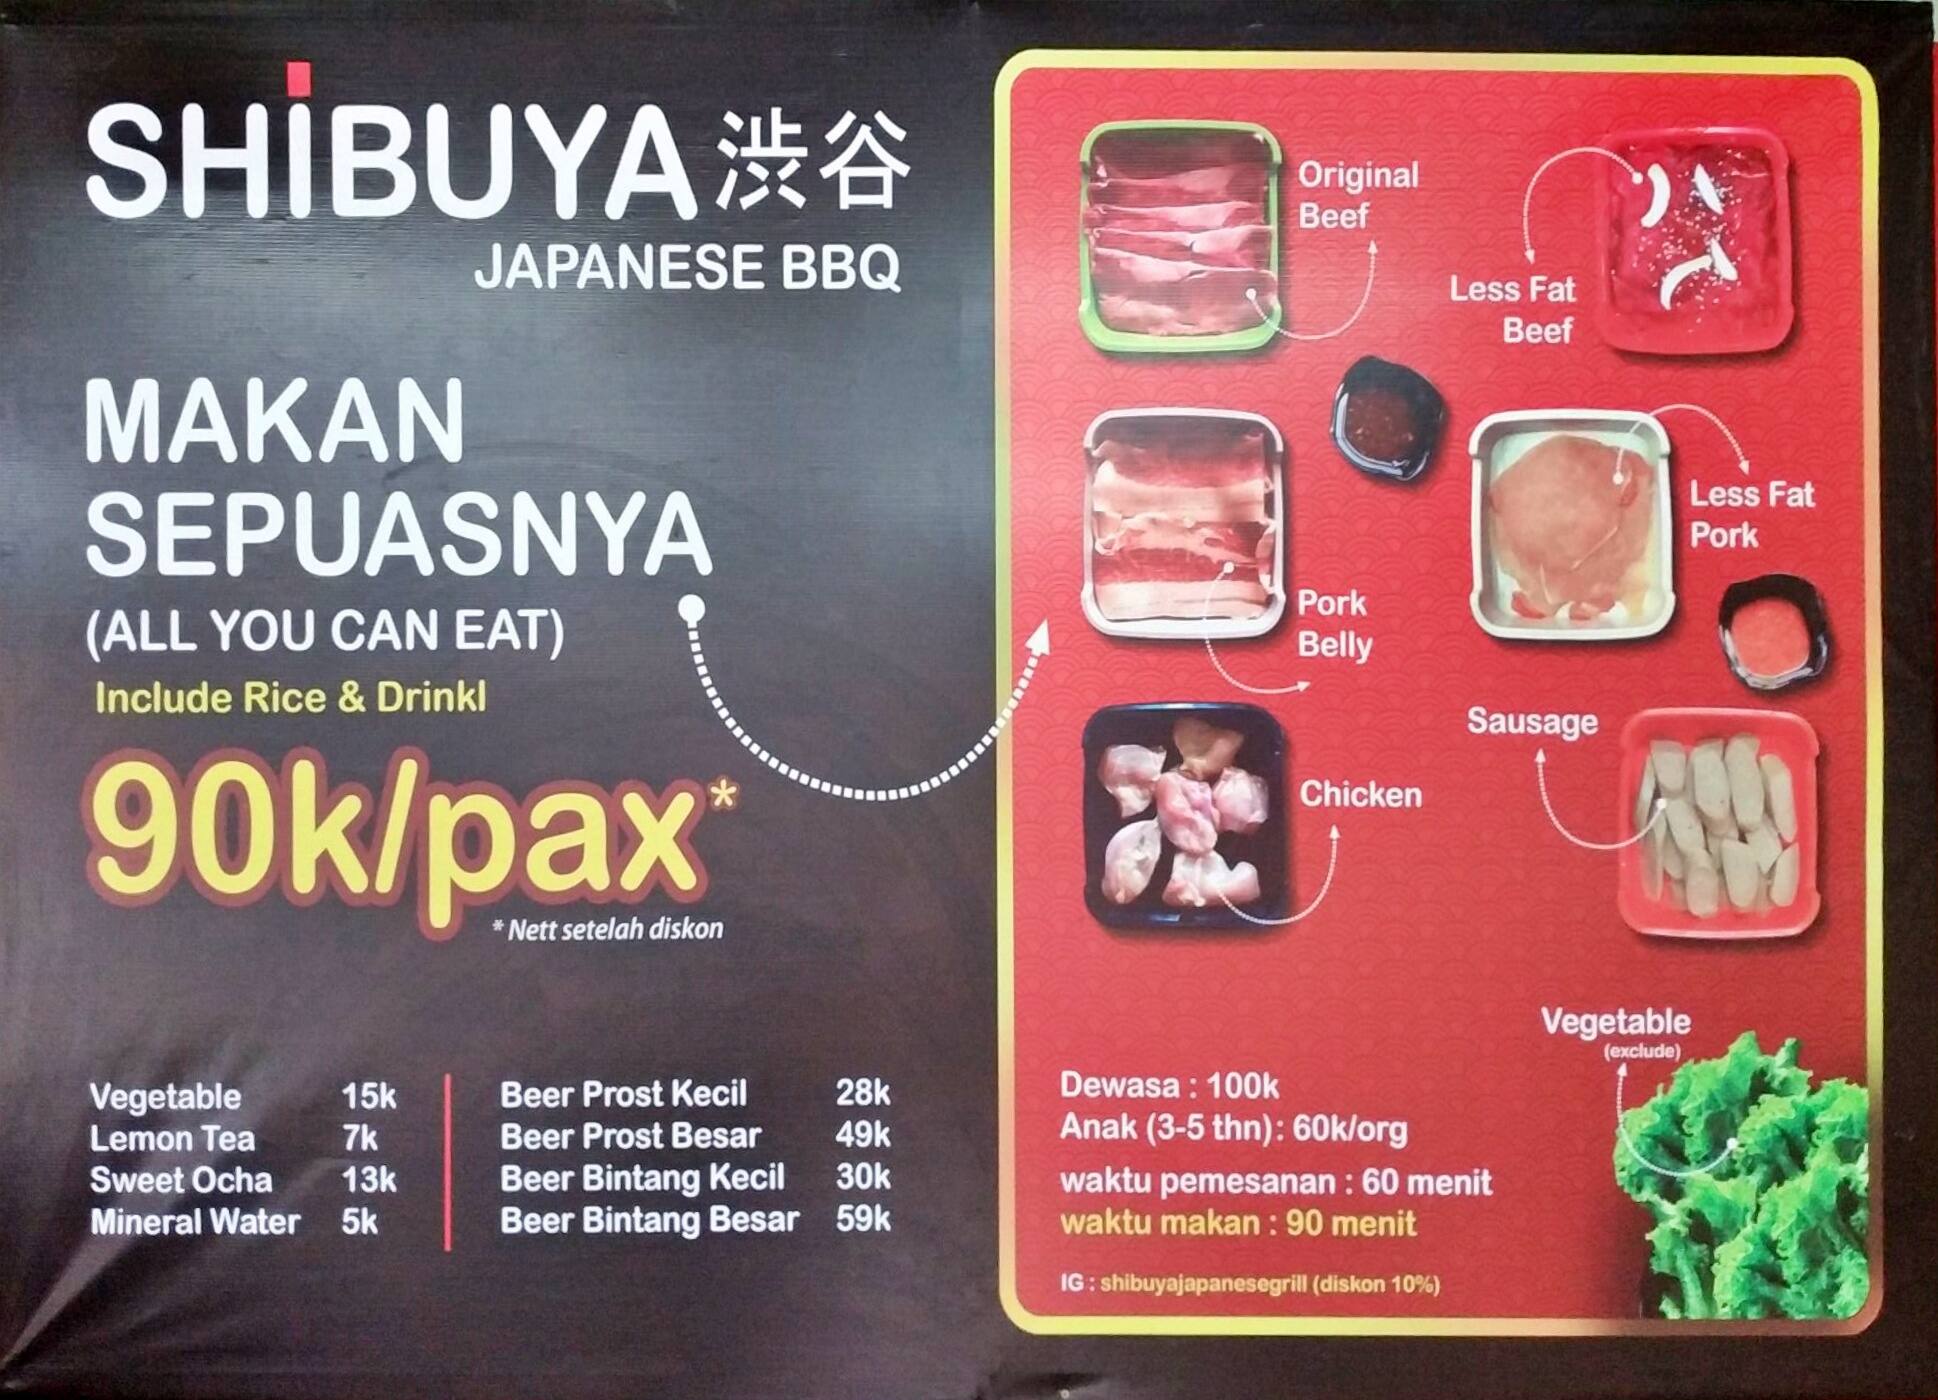 SHiBUYA 渋谷
JAPANESE BBQ
MAKAN
SEPUASNYA
(ALL YOU CAN EAT)
Include Rice & Drinkl
90k/pax*
* Nett setelah diskon
Vegetable 15k
Lemon Tea 7k
Sweet Ocha 13k
Mineral Water 5k
Beer Prost Kecil 28k
Beer Prost Besar 49k
Beer Bintang Kecil 30k
Beer Bintang Besar 59k
Original
Beef
Less Fat
Beef
Less Fat
Pork
Pork
Belly
Sausage
Chicken
Vegetable
(exclude)
Dewasa : 100k
Anak (3-5 thn): 60k/org
waktu pemesanan : 60 menit
waktu makan : 90 menit
IG : shibuyajapanesegrill (diskon 10%)